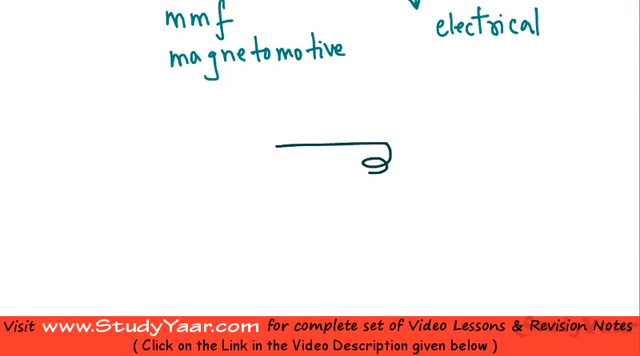 mmf
electrical
magnetomotive
Visit www.StudyYaar.com for complete set of Video Lessons & Revision Notes
( Click on the Link in the Video Description given below )